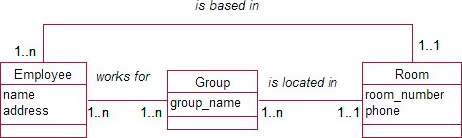 is based in
1..n
1..1
Employee
works for
Group
is located in
Room
name
address
group_name
room_number
phone
1..n
1..n
1..n
1..1